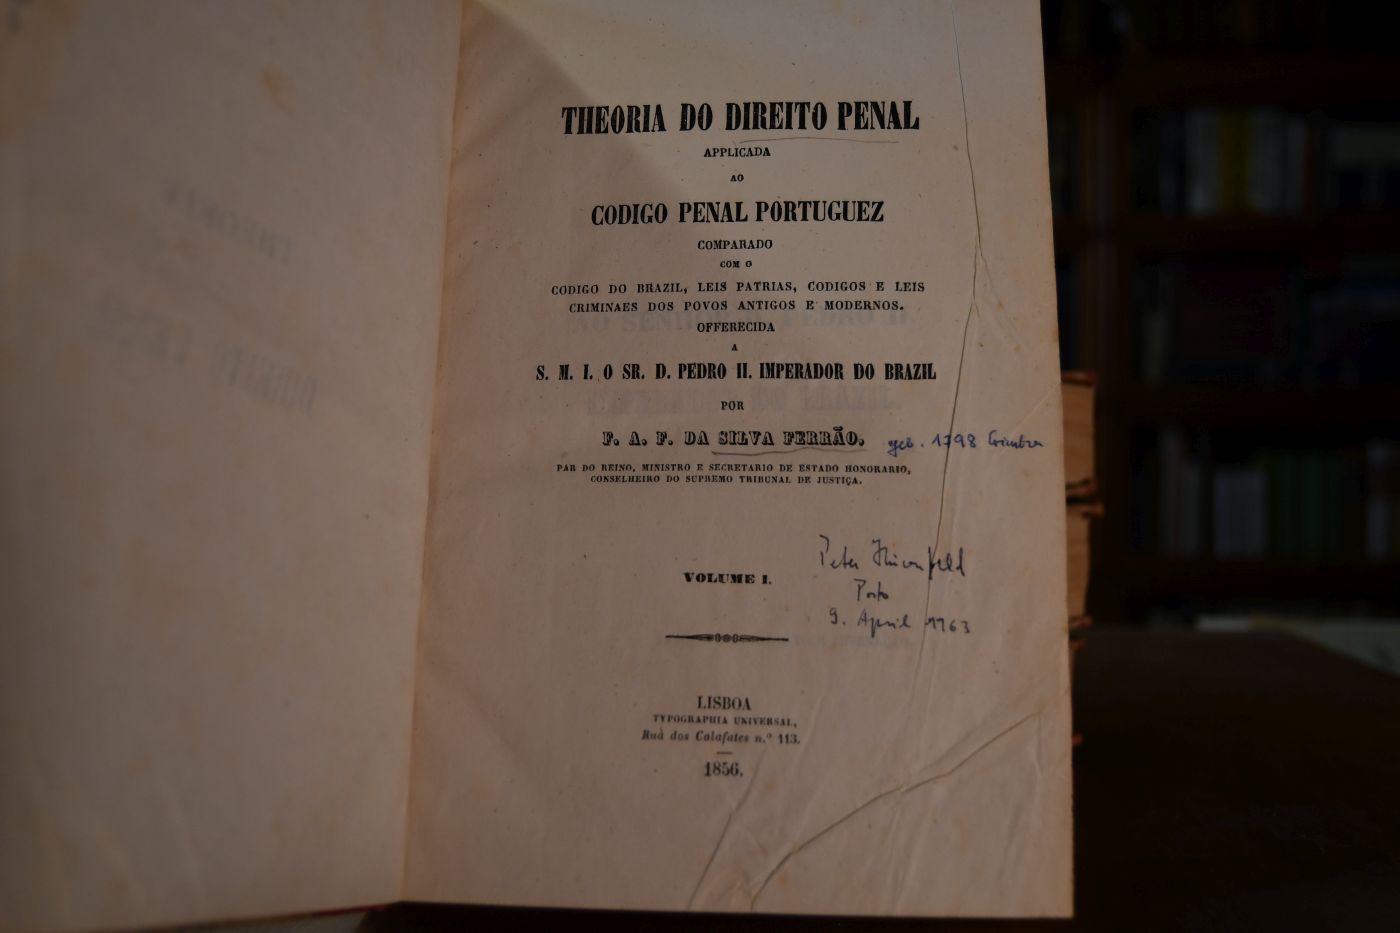 THEORIA DO DIREITO PENAL
APPLICADA
AO
CODIGO PENAL PORTUGUEZ
COMPARADO
COM O
CODIGO DO BRAZIL, LEIS PATRIAS, CODIGOS E LEIS
CRIMINAES DOS POVOS ANTIGOS E MODERNOS.
OFFERECIDA
A
S. M. I. O SR. D. PEDRO II. IMPERADOR DO BRAZIL
POR
F. A. F. DA SILVA FERRÃO, geb. 1798 Coimbra
PAR DO REINO, MINISTRO E SECRETARIO DE ESTADO HONORARIO,
CONSELHEIRO DO SUPREMO TRIBUNAL DE JUSTIÇA.
Peter Hünerfeld
Porto
9. April 1963
VOLUME I.
LISBOA
TYPOGRAPHIA UNIVERSAL,
Rua dos Calafates n.º 113.
1856.